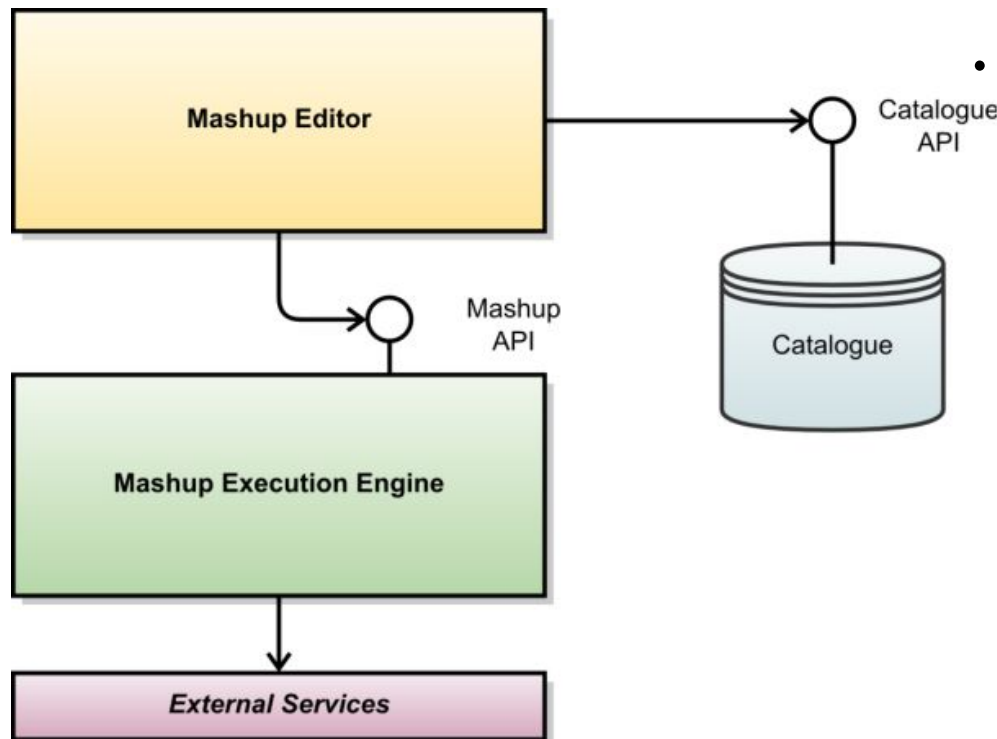 •
Mashup Editor
Catalogue
API
Mashup
API
Catalogue
Mashup Execution Engine
External Services